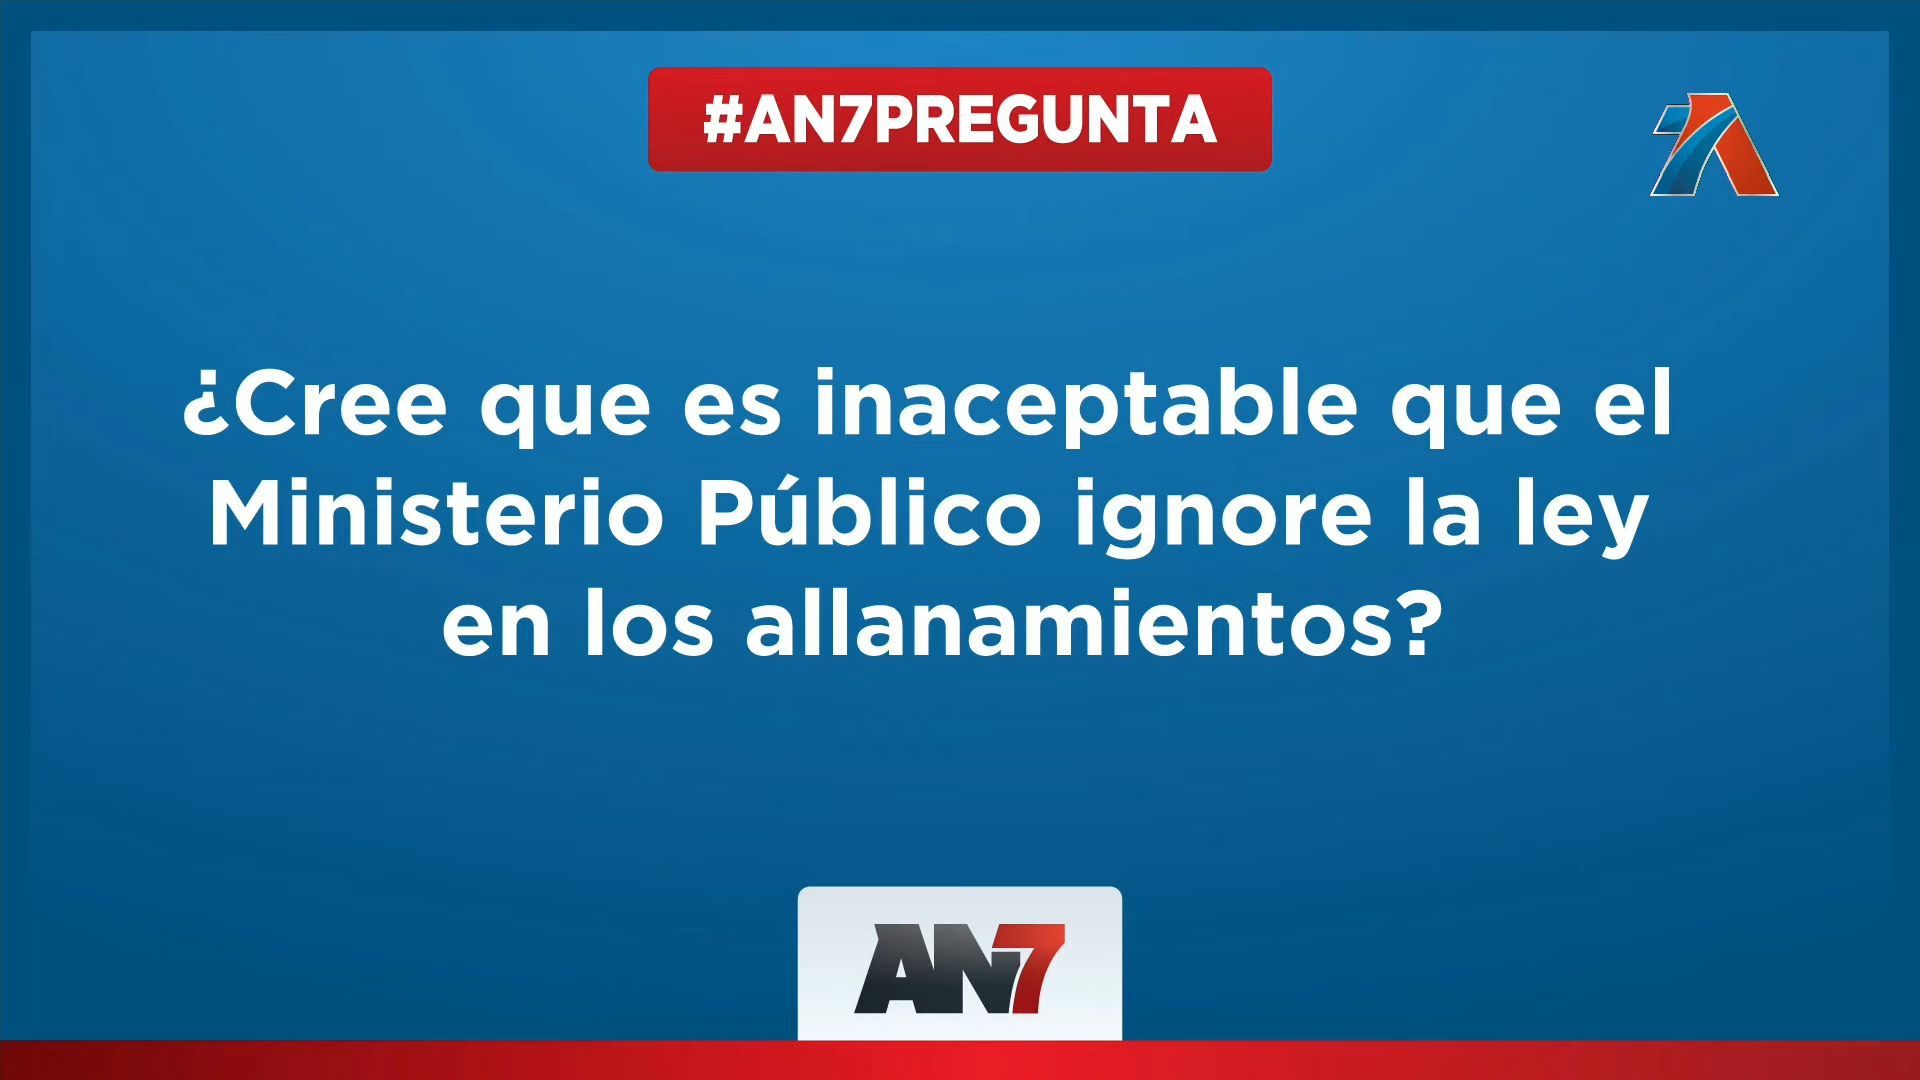 #AN7PREGUNTA
¿Cree que es inaceptable que el
Ministerio Público ignore la ley
en los allanamientos?
AN7